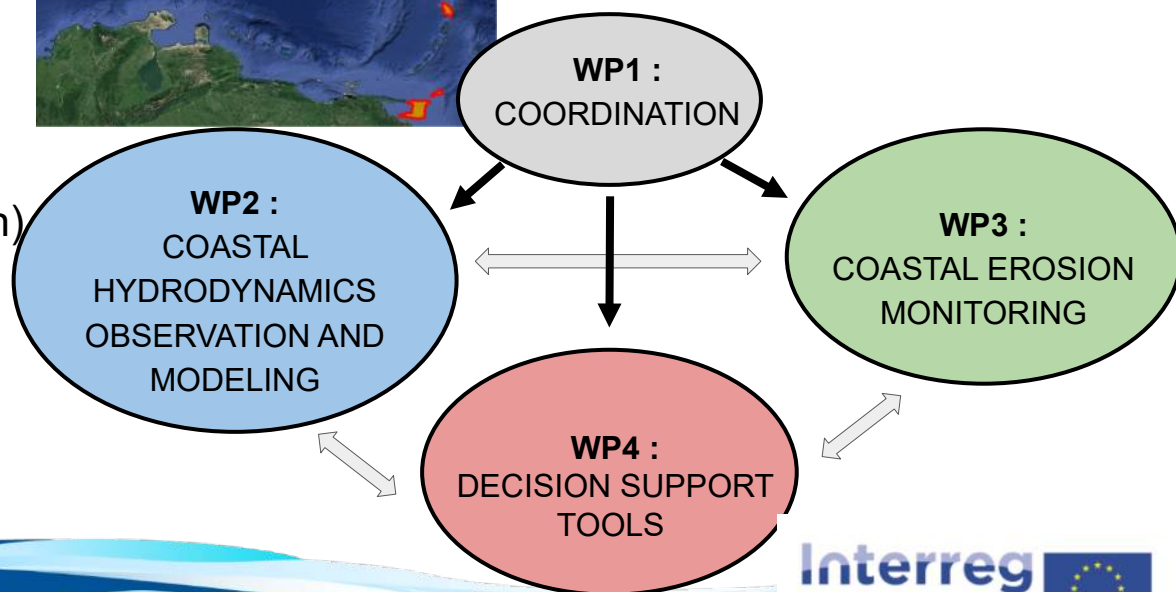 WP1 :
COORDINATION
WP2 :
COASTAL
HYDRODYNAMICS
OBSERVATION AND
MODELING
WP3 :
COASTAL EROSION
MONITORING
WP4 :
DECISION SUPPORT
TOOLS
Interreg